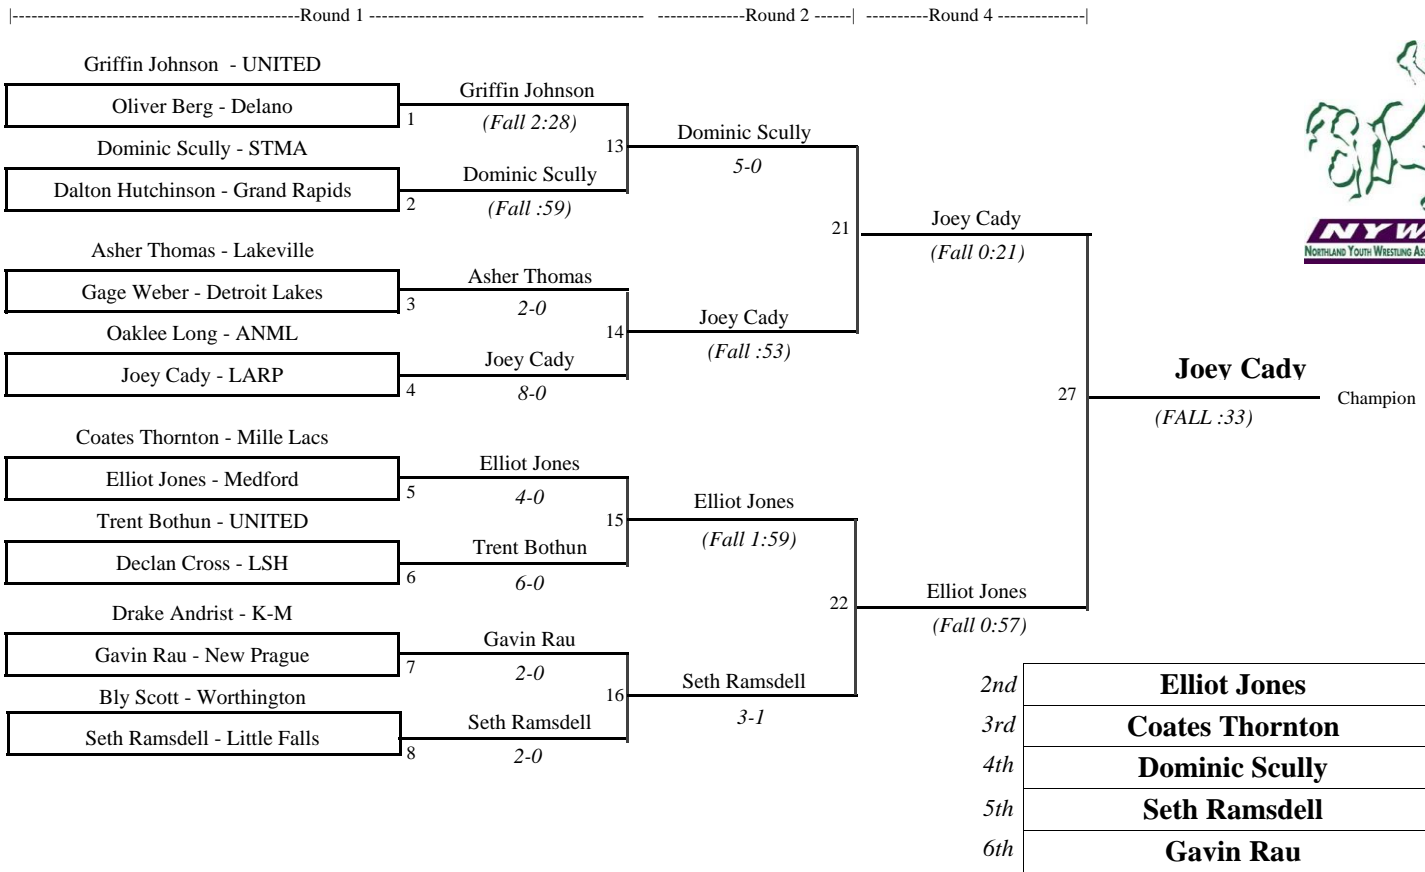 |----------------------------------------Round 1 --------------------------------------
-------------Round 2 ------|
----------Round 4 -------------|
Griffin Johnson - UNITED
Oliver Berg - Delano
1
Dominic Scully - STMA
Dalton Hutchinson - Grand Rapids
2
Asher Thomas - Lakeville
Gage Weber - Detroit Lakes
3
Oaklee Long - ANML
Joey Cady - LARP
4
Coates Thornton - Mille Lacs
Elliot Jones - Medford
5
Trent Bothun - UNITED
Declan Cross - LSH
6
Drake Andrist - K-M
Gavin Rau - New Prague
7
Bly Scott - Worthington
Seth Ramsdell - Little Falls
8
Griffin Johnson
(Fall 2:28)
13
Dominic Scully
(Fall :59)
Asher Thomas
2-0
14
Joey Cady
8-0
Elliot Jones
4-0
15
Trent Bothun
6-0
Gavin Rau
2-0
16
Seth Ramsdell
2-0
Dominic Scully
5-0
21
Joey Cady
(Fall :53)
Elliot Jones
(Fall 1:59)
22
Seth Ramsdell
3-1
Joey Cady
(Fall 0:21)
27
Elliot Jones
(Fall 0:57)
NYW
NORTHLAND YOUTH WRESTLING
Joey Cady
Champion
(FALL :33)
2nd Elliot Jones
3rd Coates Thornton
4th Dominic Scully
5th Seth Ramsdell
6th Gavin Rau